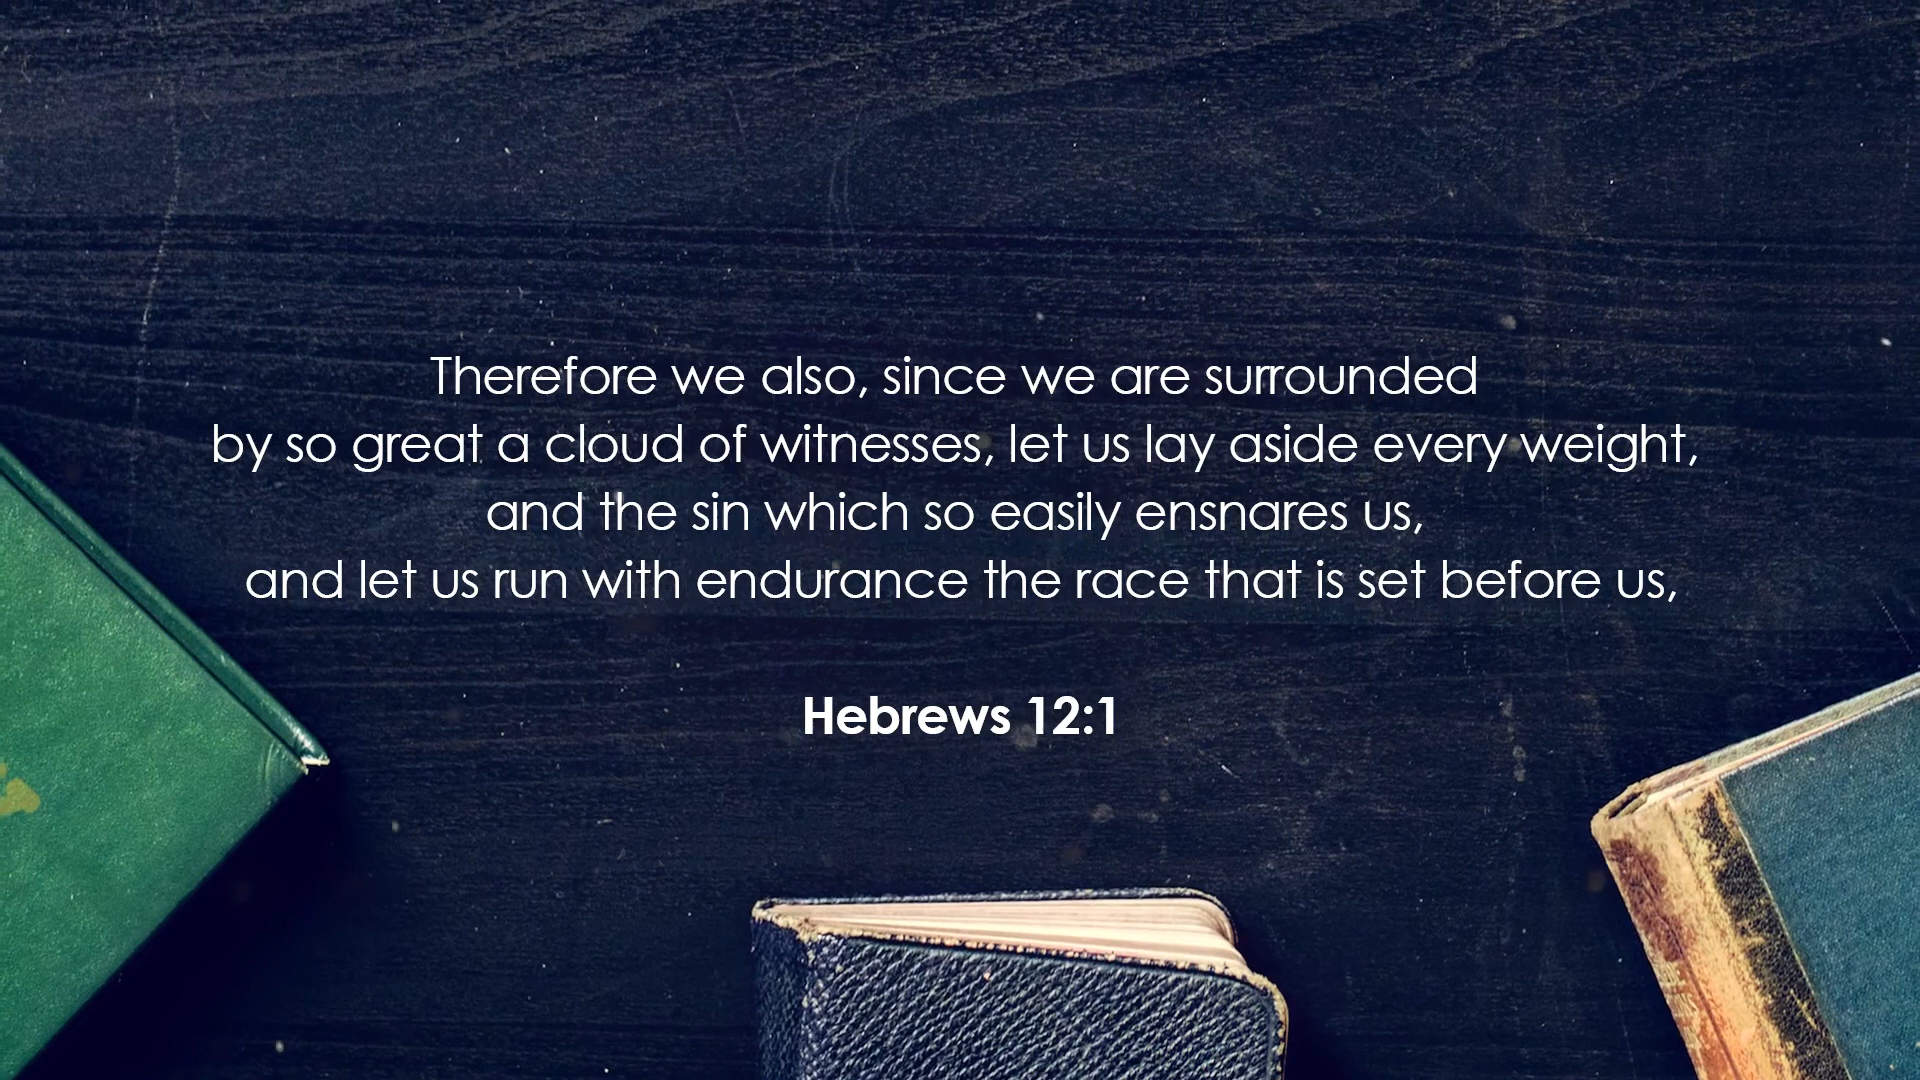 Therefore we also, since we are surrounded
by so great a cloud of witnesses, let us lay aside every weight,
and the sin which so easily ensnares us,
and let us run with endurance the race that is set before us,
Hebrews 12:1